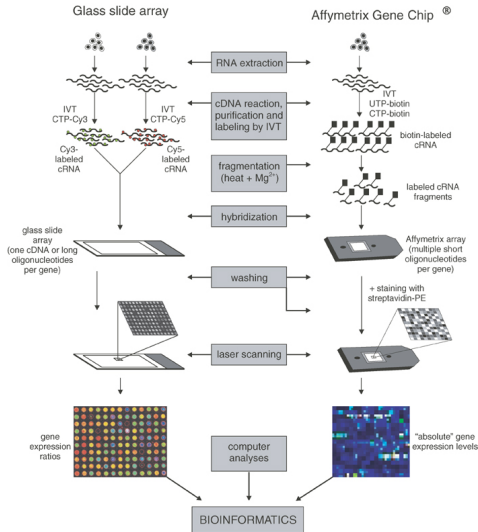 Glass slide array
Affymetrix Gene Chip ®
RNA extraction
IVT
CTP-Cy3
IVT
CTP-Cy5
cDNA reaction,
purification and
labeling by IVT
IVT
UTP-biotin
CTP-biotin
Cy3-
labeled
cRNA
Cy5-
labeled
cRNA
biotin-labeled
cRNA
fragmentation
(heat + Mg²⁺)
labeled cRNA
fragments
hybridization
glass slide
array
(one cDNA or long
oligonucleotides
per gene)
Affymetrix array
(multiple short
oligonucleotides
per gene)
washing
+ staining with
streptavidin-PE
laser scanning
gene
expression
ratios
computer
analyses
"absolute" gene
expression levels
BIOINFORMATICS